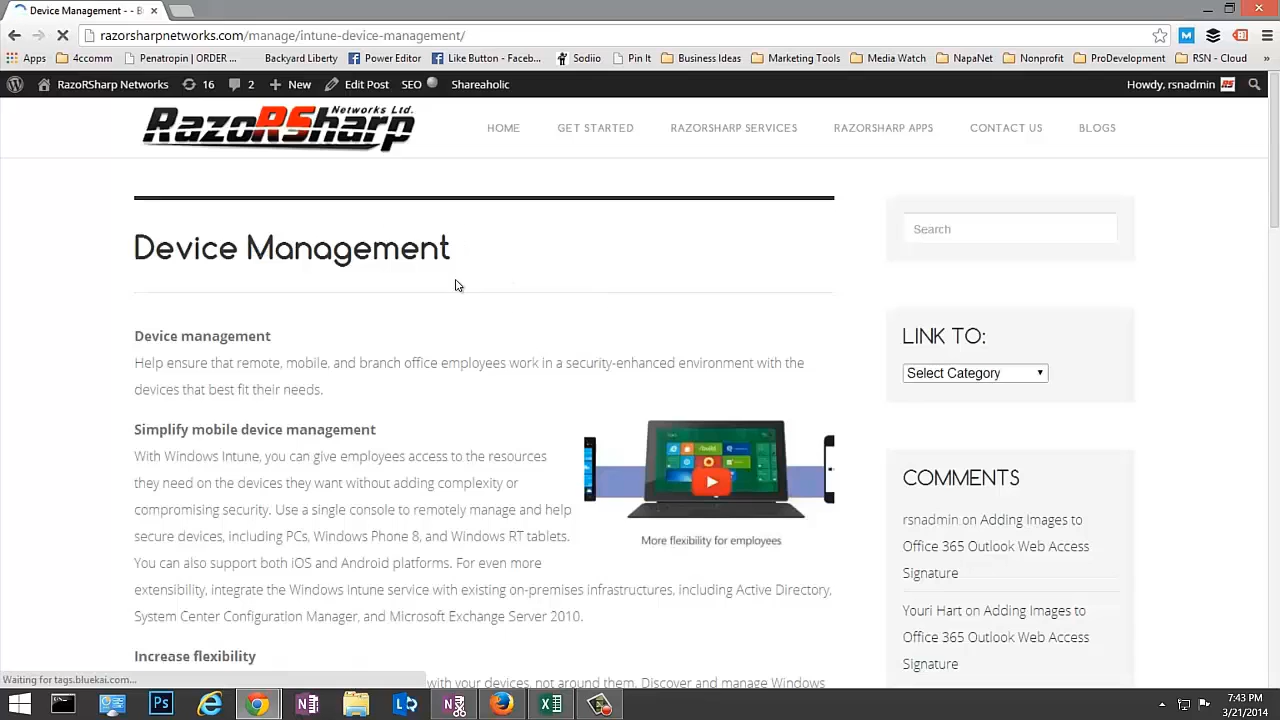 Device Management - - B
razorsharpnetworks.com/manage/intune-device-management/
Apps 4ccomm Penatropin | ORDER ... Backyard Liberty Power Editor Like Button - Faceb... Sodiio Pin It Business Ideas Marketing Tools Media Watch NapaNet Nonprofit ProDevelopment RSN - Cloud »
RazoRSharp Networks 16 2 New Edit Post SEO Shareaholic Howdy, rsnadmin
RazoRSharp Networks Ltd.
HOME GET STARTED RAZORSHARP SERVICES RAZORSHARP APPS CONTACT US BLOGS
Device Management
Device management
Help ensure that remote, mobile, and branch office employees work in a security-enhanced environment with the
devices that best fit their needs.
Simplify mobile device management
With Windows Intune, you can give employees access to the resources
they need on the devices they want without adding complexity or
compromising security. Use a single console to remotely manage and help
secure devices, including PCs, Windows Phone 8, and Windows RT tablets.
You can also support both iOS and Android platforms. For even more
extensibility, integrate the Windows Intune service with existing on-premises infrastructures, including Active Directory,
System Center Configuration Manager, and Microsoft Exchange Server 2010.
More flexibility for employees
Increase flexibility
with your devices, not around them. Discover and manage Windows
Search
LINK TO:
Select Category
COMMENTS
rsnadmin on Adding Images to
Office 365 Outlook Web Access
Signature
Youri Hart on Adding Images to
Office 365 Outlook Web Access
Signature
Waiting for tags.bluekai.com...
7:43 PM
3/21/2014